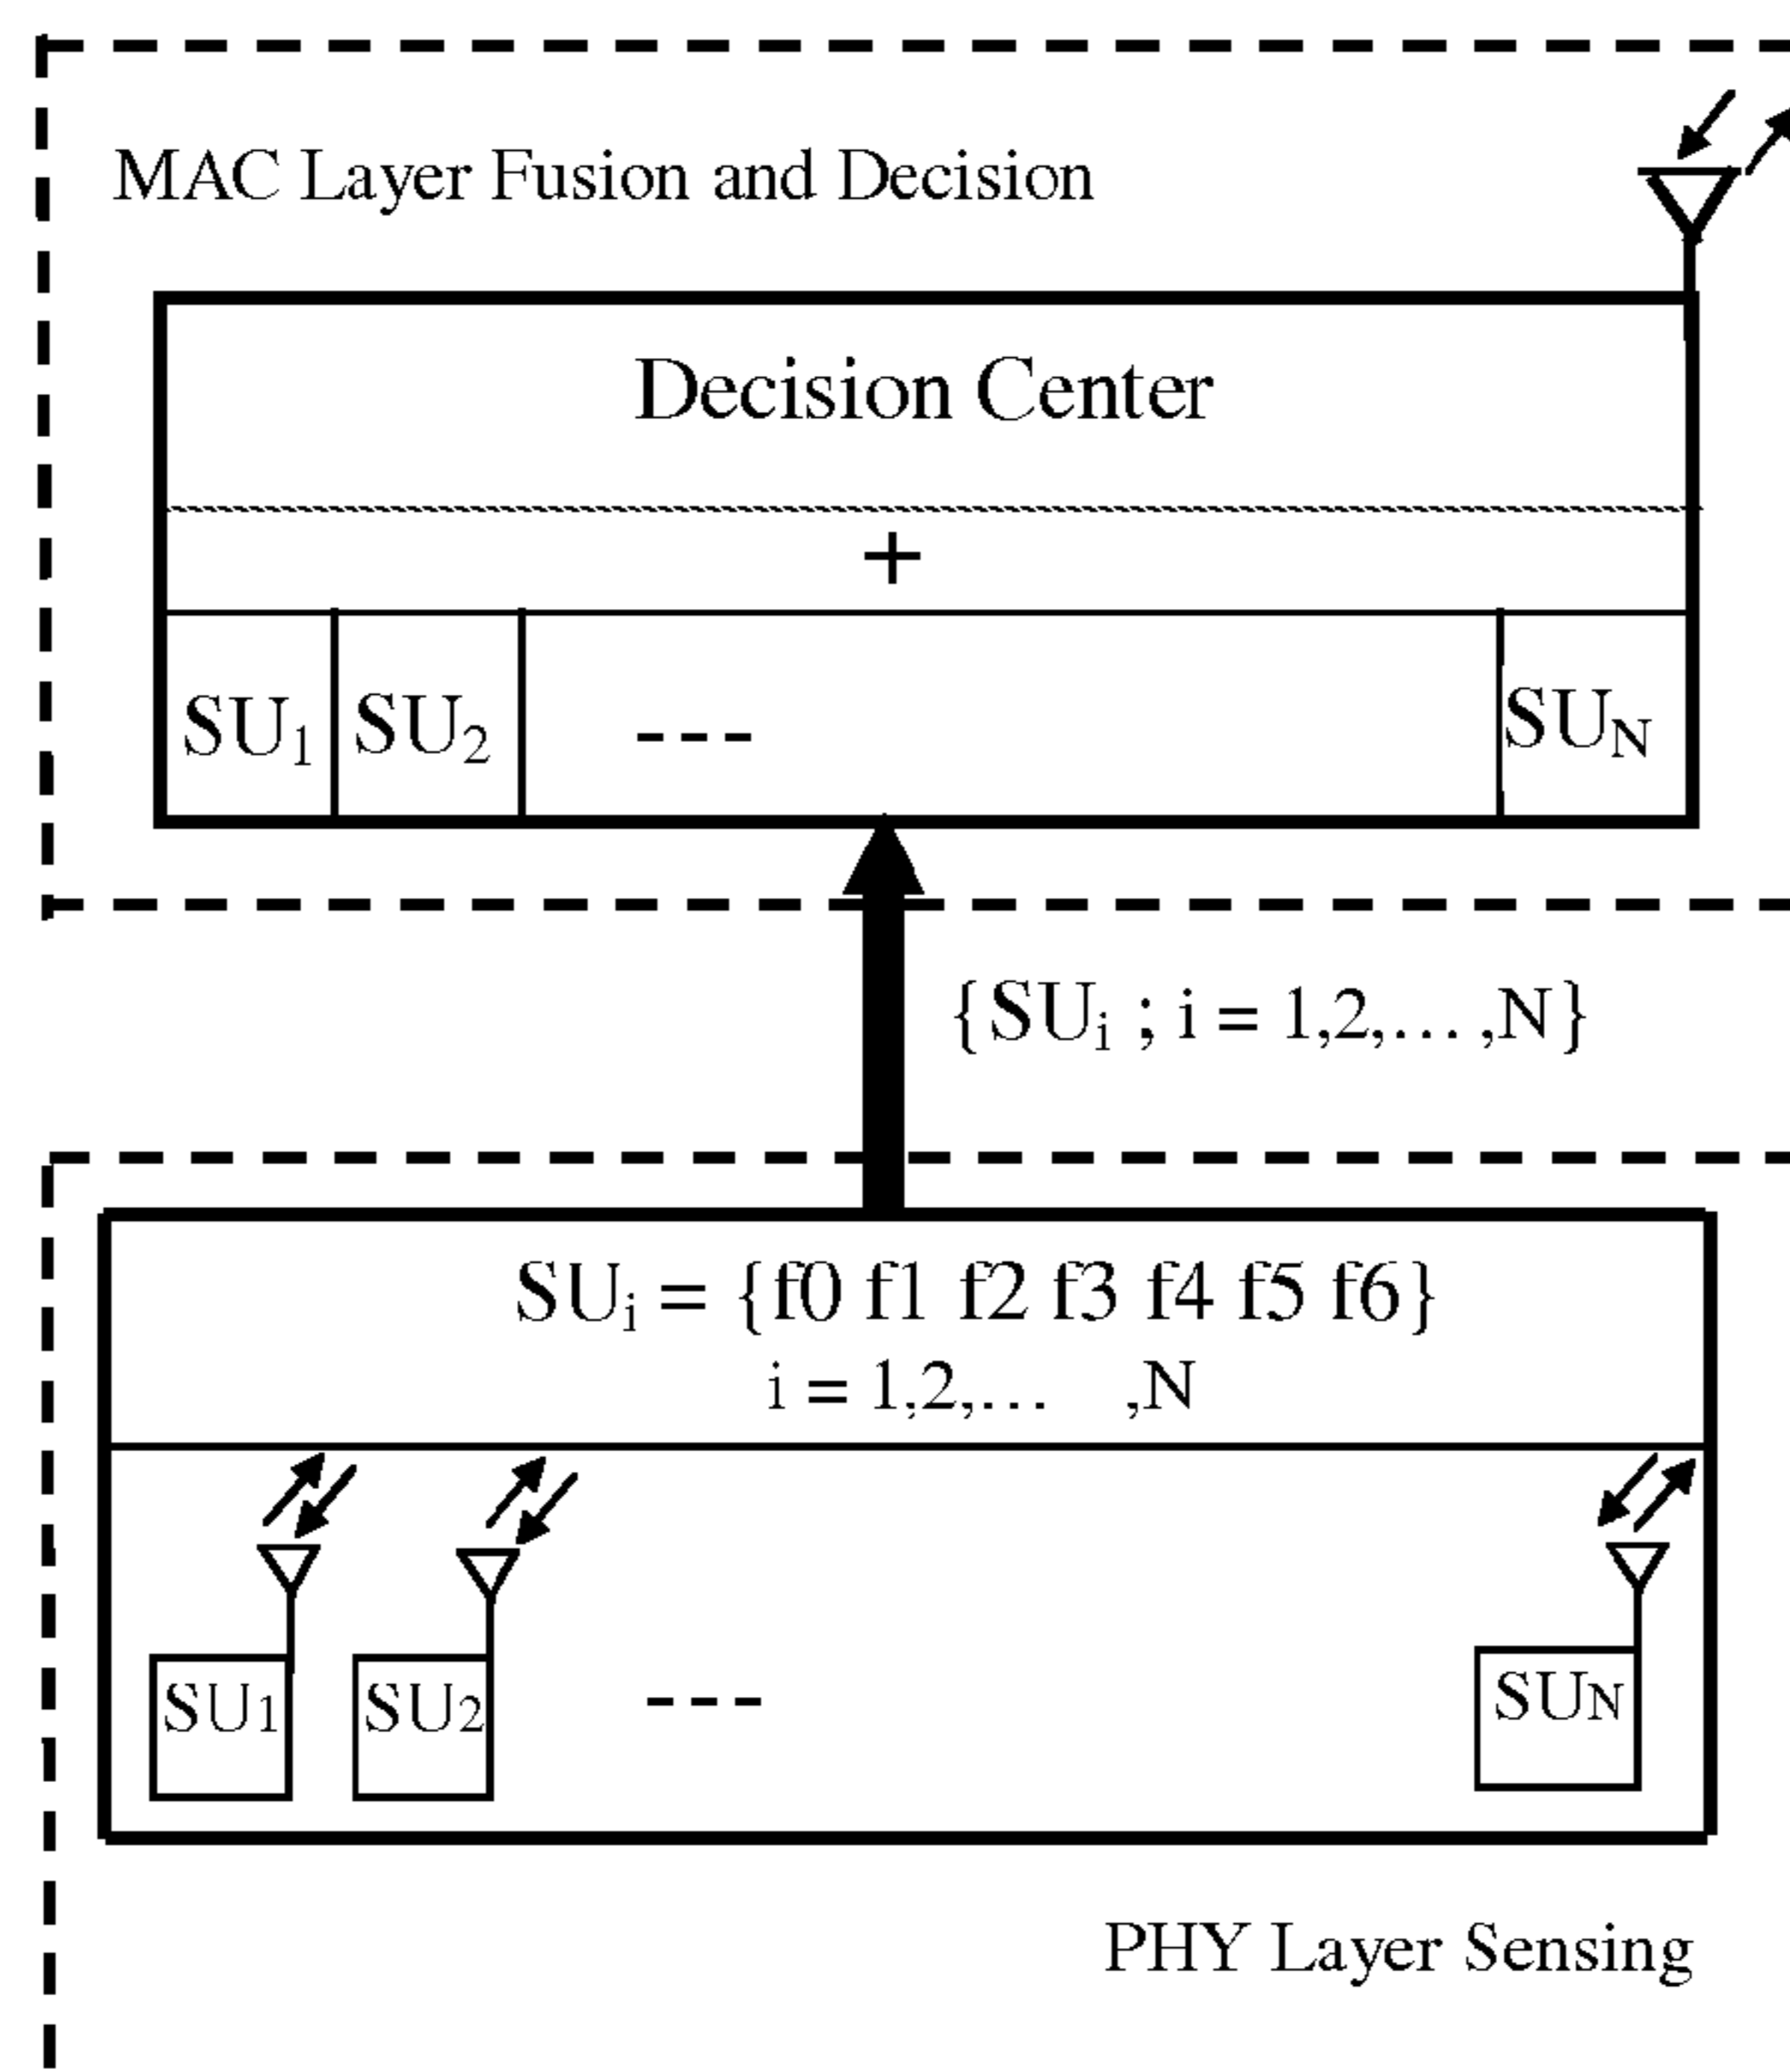 MAC Layer Fusion and Decision
Decision Center
+
SU₁ SU₂ --- SU_N
{SUᵢ ; i = 1,2,... ,N}
SUᵢ = {f0 f1 f2 f3 f4 f5 f6}
i = 1,2,... ,N
SU1 SU2 --- SUN
PHY Layer Sensing